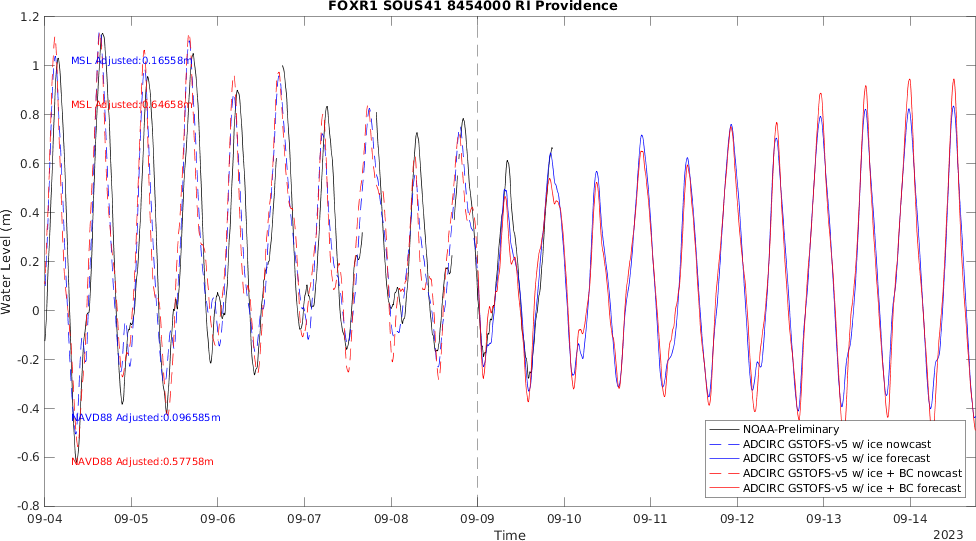 FOXR1 SOUS41 8454000 RI Providence
1.2
1
0.8
0.6
0.4
0.2
0
-0.2
-0.4
-0.6
-0.8
Water Level (m)
MSL Adjusted:0.16558m
MSL Adjusted:0.64658m
NAVD88 Adjusted:0.096585m
NAVD88 Adjusted:0.57758m
NOAA-Preliminary
ADCIRC GSTOFS-v5 w/ ice nowcast
ADCIRC GSTOFS-v5 w/ ice forecast
ADCIRC GSTOFS-v5 w/ ice + BC nowcast
ADCIRC GSTOFS-v5 w/ ice + BC forecast
09-04 09-05 09-06 09-07 09-08 09-09 09-10 09-11 09-12 09-13 09-14
Time
2023